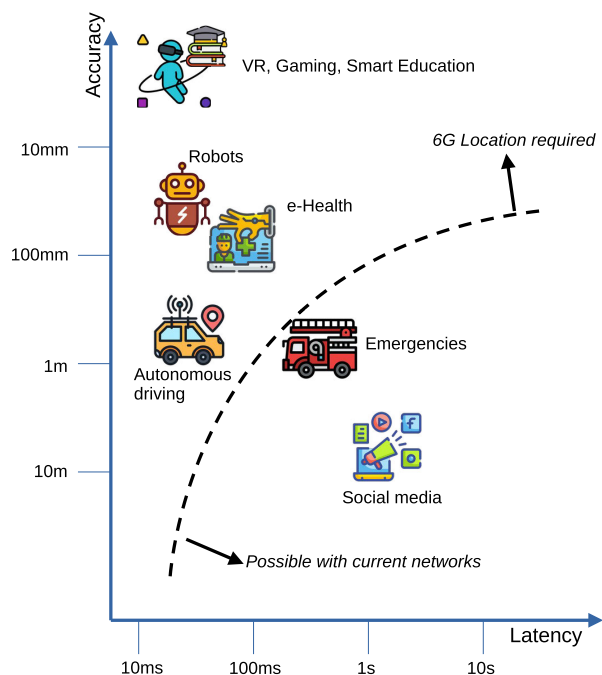 Accuracy
VR, Gaming, Smart Education
6G Location required
10mm
Robots
e-Health
100mm
1m
Emergencies
Autonomous
driving
10m
f
Social media
Possible with current networks
Latency
10ms
100ms
1s
10s